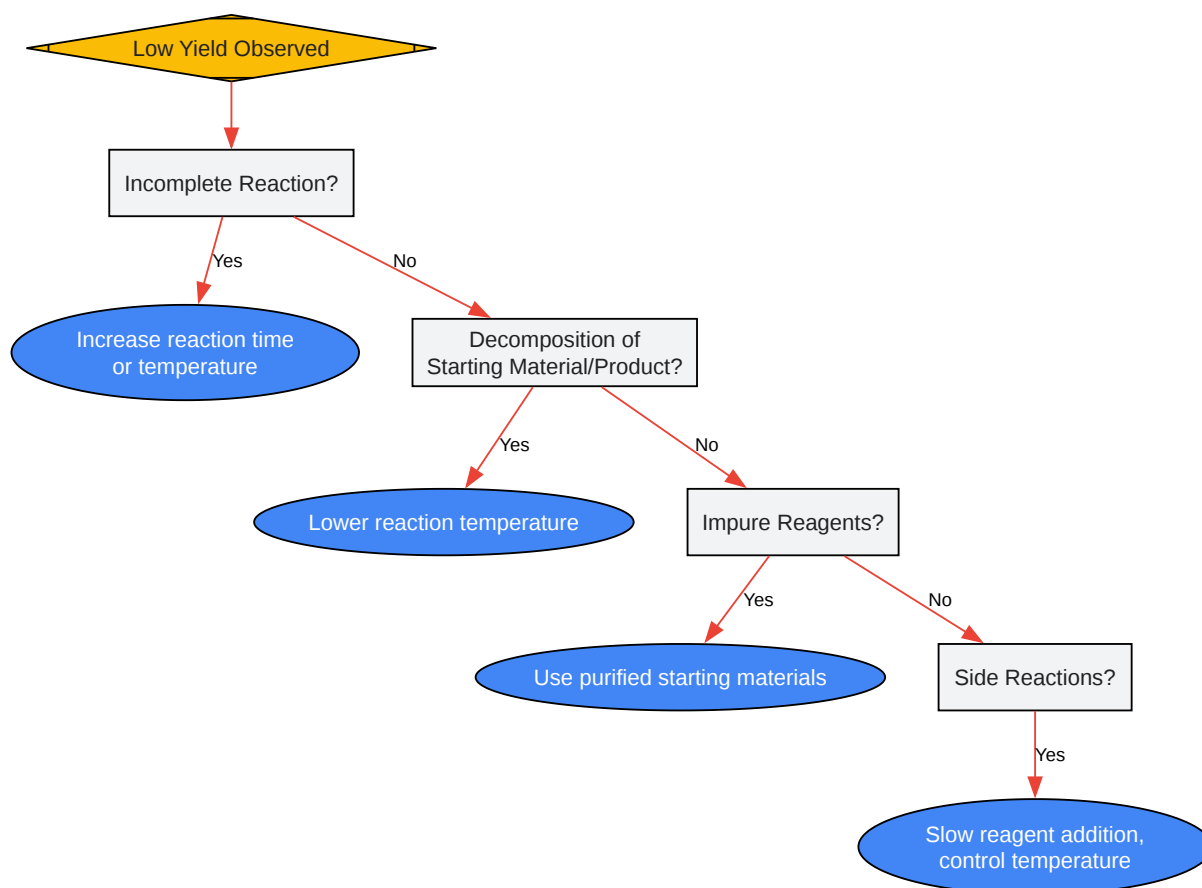 Low Yield Observed
Incomplete Reaction?
Yes
No
Increase reaction time
or temperature
Decomposition of
Starting Material/Product?
Yes
No
Lower reaction temperature
Impure Reagents?
Yes
No
Use purified starting materials
Side Reactions?
Yes
Slow reagent addition,
control temperature